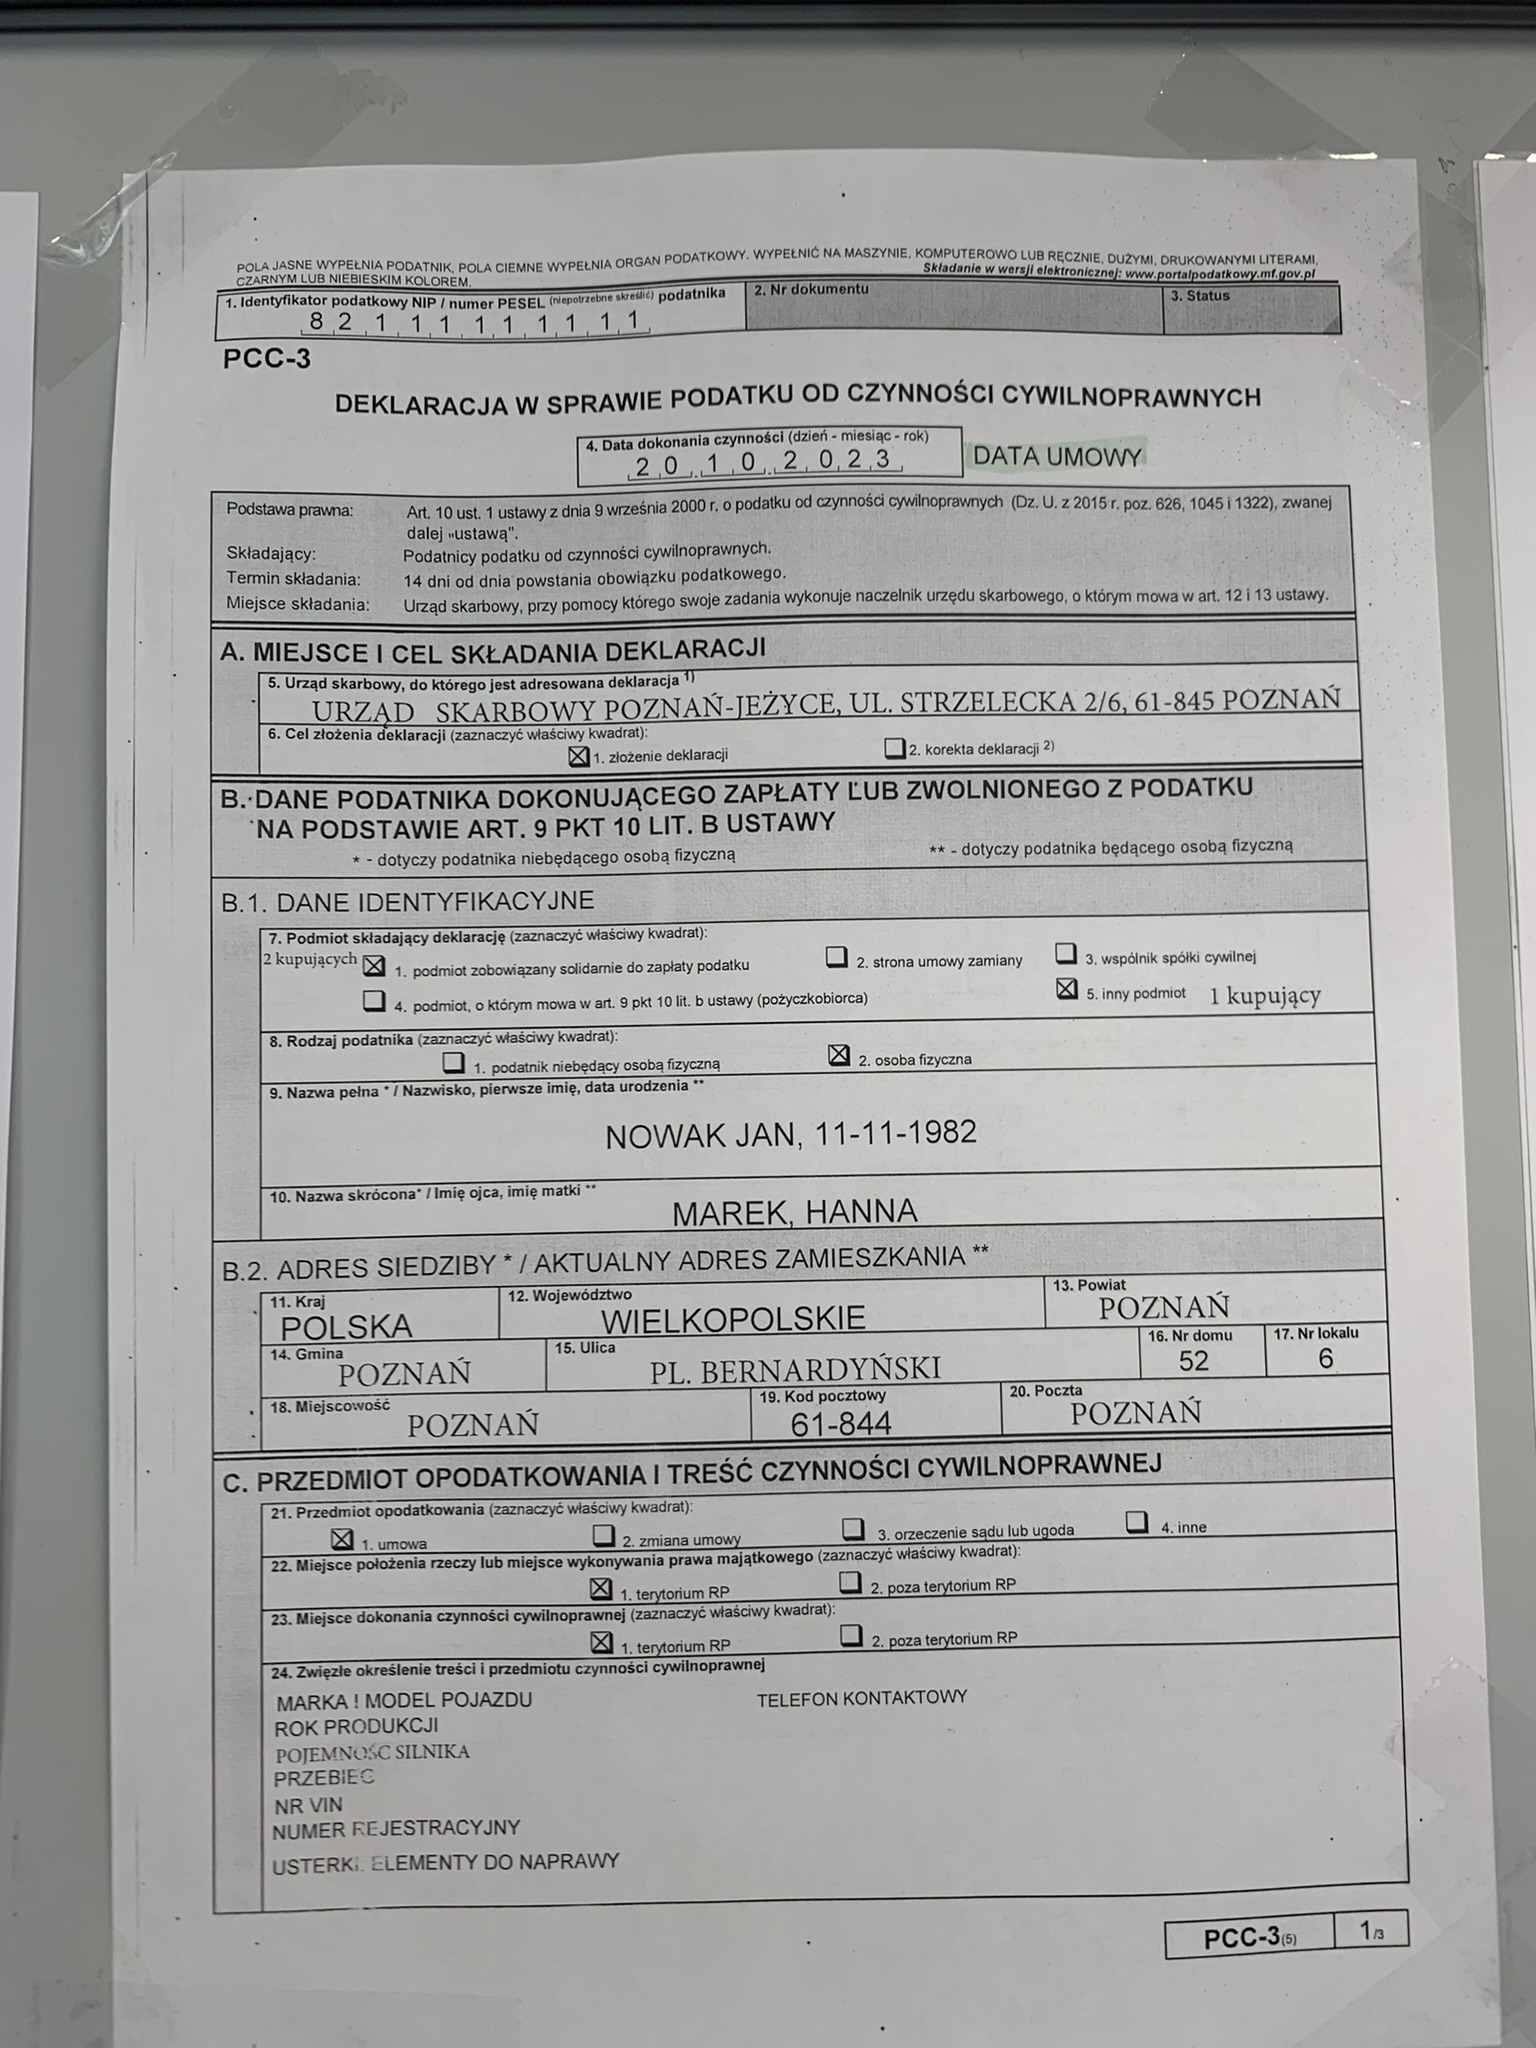 POLA JASNE WYPEŁNIA PODATNIK, POLA CIEMNE WYPEŁNIA ORGAN PODATKOWY. WYPEŁNIĆ NA MASZYNIE, KOMPUTEROWO LUB RĘCZNIE, DUŻYMI, DRUKOWANYMI LITERAMI,
CZARNYM LUB NIEBIESKIM KOLOREM.
Składanie w wersji elektronicznej: www.portalpodatkowy.mf.gov.pl
1. Identyfikator podatkowy NIP / numer PESEL (niepotrzebne skreślić) podatnika
8 2 1 1 1 1 1 1 1 1 1
2. Nr dokumentu
3. Status
PCC-3
DEKLARACJA W SPRAWIE PODATKU OD CZYNNOŚCI CYWILNOPRAWNYCH
4. Data dokonania czynności (dzień - miesiąc - rok)
2 0 1 0 2 0 2 3
DATA UMOWY
Podstawa prawna: Art. 10 ust. 1 ustawy z dnia 9 września 2000 r. o podatku od czynności cywilnoprawnych (Dz. U. z 2015 r. poz. 626, 1045 i 1322), zwanej
dalej „ustawą".
Składający: Podatnicy podatku od czynności cywilnoprawnych.
Termin składania: 14 dni od dnia powstania obowiązku podatkowego.
Miejsce składania: Urząd skarbowy, przy pomocy którego swoje zadania wykonuje naczelnik urzędu skarbowego, o którym mowa w art. 12 i 13 ustawy.
A. MIEJSCE I CEL SKŁADANIA DEKLARACJI
5. Urząd skarbowy, do którego jest adresowana deklaracja 1)
URZĄD SKARBOWY POZNAŃ-JEŻYCE, UL. STRZELECKA 2/6, 61-845 POZNAŃ
6. Cel złożenia deklaracji (zaznaczyć właściwy kwadrat):
☒ 1. złożenie deklaracji ☐ 2. korekta deklaracji 2)
B. DANE PODATNIKA DOKONUJĄCEGO ZAPŁATY LUB ZWOLNIONEGO Z PODATKU
NA PODSTAWIE ART. 9 PKT 10 LIT. B USTAWY
* - dotyczy podatnika niebędącego osobą fizyczną ** - dotyczy podatnika będącego osobą fizyczną
B.1. DANE IDENTYFIKACYJNE
7. Podmiot składający deklarację (zaznaczyć właściwy kwadrat):
2 kupujących ☒ 1. podmiot zobowiązany solidarnie do zapłaty podatku ☐ 2. strona umowy zamiany ☐ 3. wspólnik spółki cywilnej
☐ 4. podmiot, o którym mowa w art. 9 pkt 10 lit. b ustawy (pożyczkobiorca) ☒ 5. inny podmiot 1 kupujący
8. Rodzaj podatnika (zaznaczyć właściwy kwadrat):
☐ 1. podatnik niebędący osobą fizyczną ☒ 2. osoba fizyczna
9. Nazwa pełna * / Nazwisko, pierwsze imię, data urodzenia **
NOWAK JAN, 11-11-1982
10. Nazwa skrócona* / Imię ojca, imię matki **
MAREK, HANNA
B.2. ADRES SIEDZIBY * / AKTUALNY ADRES ZAMIESZKANIA **
11. Kraj 12. Województwo 13. Powiat
POLSKA WIELKOPOLSKIE POZNAŃ
14. Gmina 15. Ulica 16. Nr domu 17. Nr lokalu
POZNAŃ PL. BERNARDYŃSKI 52 6
18. Miejscowość 19. Kod pocztowy 20. Poczta
POZNAŃ 61-844 POZNAŃ
C. PRZEDMIOT OPODATKOWANIA I TREŚĆ CZYNNOŚCI CYWILNOPRAWNEJ
21. Przedmiot opodatkowania (zaznaczyć właściwy kwadrat):
☒ 1. umowa ☐ 2. zmiana umowy ☐ 3. orzeczenie sądu lub ugoda ☐ 4. inne
22. Miejsce położenia rzeczy lub miejsce wykonywania prawa majątkowego (zaznaczyć właściwy kwadrat):
☒ 1. terytorium RP ☐ 2. poza terytorium RP
23. Miejsce dokonania czynności cywilnoprawnej (zaznaczyć właściwy kwadrat):
☒ 1. terytorium RP ☐ 2. poza terytorium RP
24. Zwięzłe określenie treści i przedmiotu czynności cywilnoprawnej
MARKA ! MODEL POJAZDU TELEFON KONTAKTOWY
ROK PRODUKCJI
POJEMNOŚC SILNIKA
PRZEBIEG
NR VIN
NUMER REJESTRACYJNY
USTERKI. ELEMENTY DO NAPRAWY
PCC-3(5) 1/3